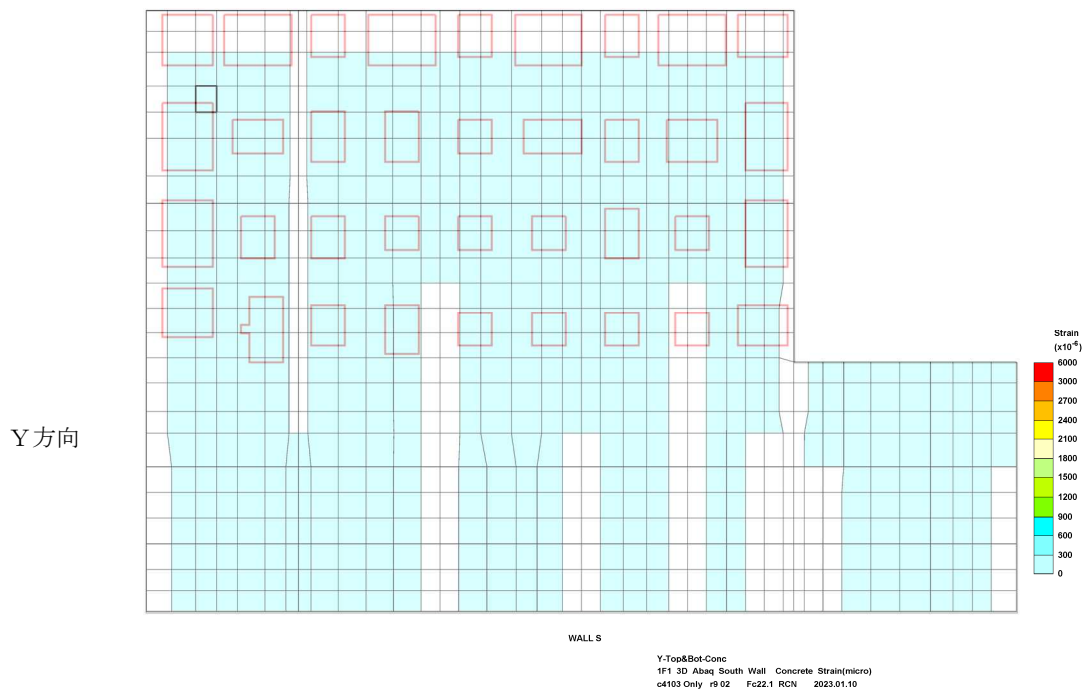 Strain
(x10-6)
6000
3000
2700
2400
2100
1800
1500
1200
900
600
300
0
Ｙ方向
WALL S
Y-Top&Bot-Conc
1F1 3D Abaq South Wall Concrete Strain(micro)
c4103 Only r9 02 Fc22.1 RCN 2023.01.10